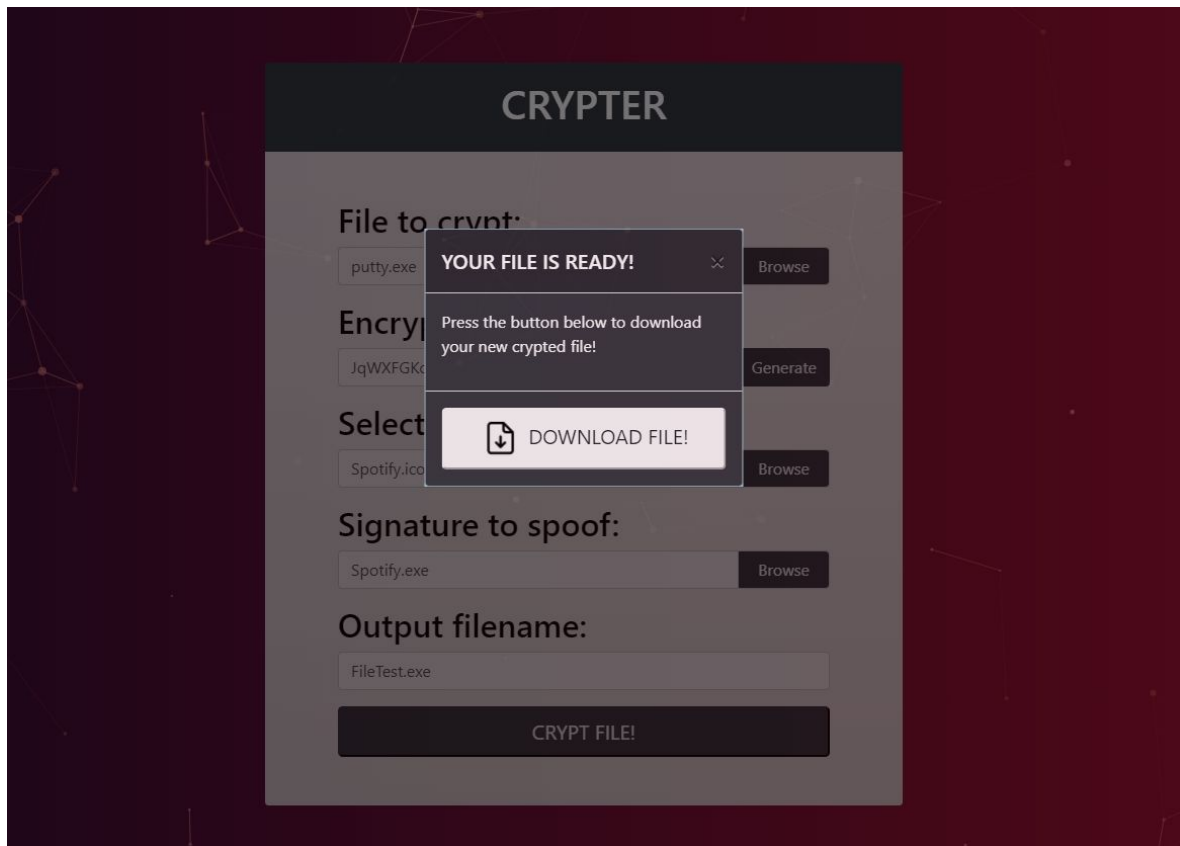 CRYPTER
File to crypt:
putty.exe
Browse
YOUR FILE IS READY!
×
Press the button below to download
your new crypted file!
DOWNLOAD FILE!
Generate
Select
Spotify.ico
Browse
Signature to spoof:
Spotify.exe
Browse
Output filename:
FileTest.exe
CRYPT FILE!